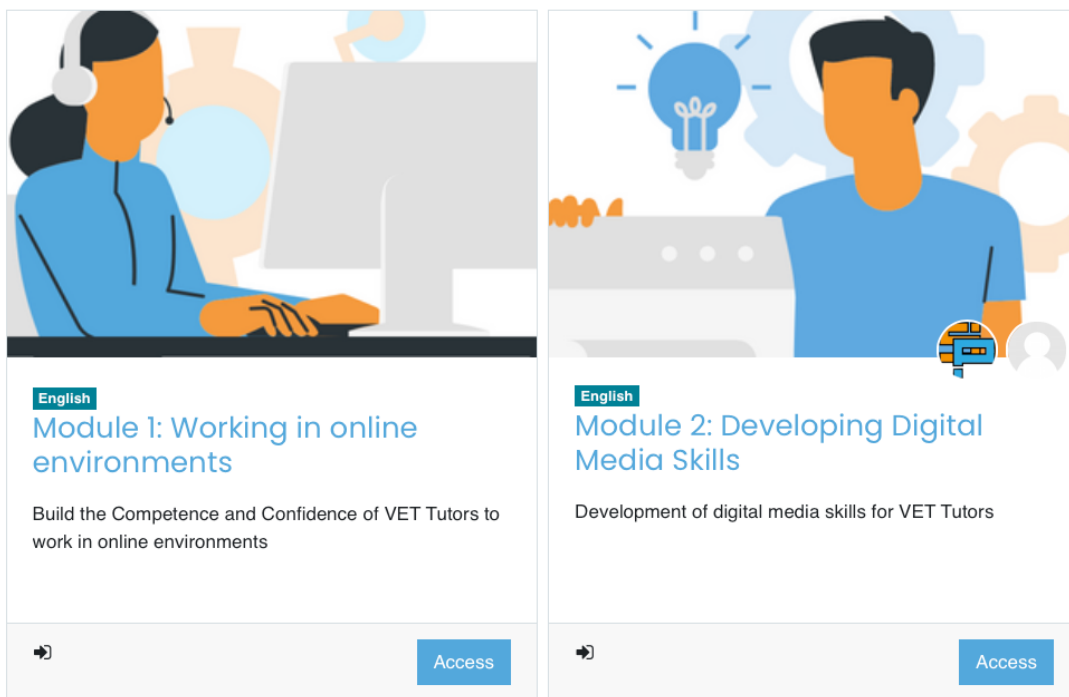 English
Module 1: Working in online
environments
Build the Competence and Confidence of VET Tutors to
work in online environments
Access
English
Module 2: Developing Digital
Media Skills
Development of digital media skills for VET Tutors
Access